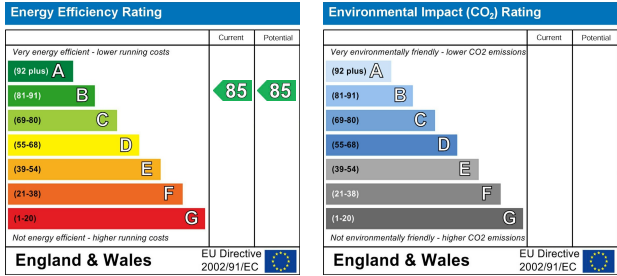 Energy Efficiency Rating
Current Potential
Very energy efficient - lower running costs
(92 plus) A
(81-91) B 85 85
(69-80) C
(55-68) D
(39-54) E
(21-38) F
(1-20) G
Not energy efficient - higher running costs
England & Wales
EU Directive
2002/91/EC
Environmental Impact (CO₂) Rating
Current Potential
Very environmentally friendly - lower CO2 emissions
(92 plus) A
(81-91) B
(69-80) C
(55-68) D
(39-54) E
(21-38) F
(1-20) G
Not environmentally friendly - higher CO2 emissions
England & Wales
EU Directive
2002/91/EC